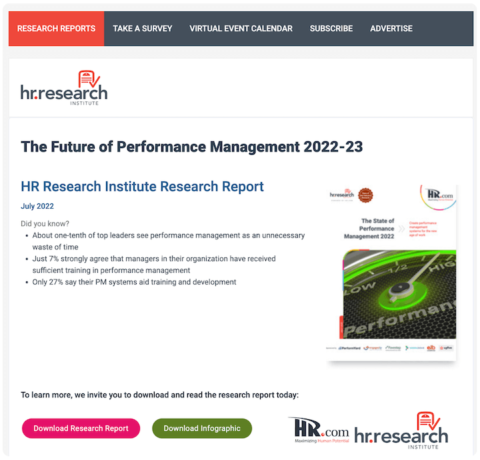 RESEARCH REPORTS TAKE A SURVEY VIRTUAL EVENT CALENDAR SUBSCRIBE ADVERTISE
hr.research
INSTITUTE
The Future of Performance Management 2022-23
HR Research Institute Research Report
July 2022
Did you know?
About one-tenth of top leaders see performance management as an unnecessary
waste of time
Just 7% strongly agree that managers in their organization have received
sufficient training in performance management
Only 27% say their PM systems aid training and development
hr.research
HR.com
The State of
Performance
Management 2022
LOW
1/2
HIGH
Performan
To learn more, we invite you to download and read the research report today:
Download Research Report Download Infographic
HR.com
Maximizing Human Potential
hr.research
INSTITUTE